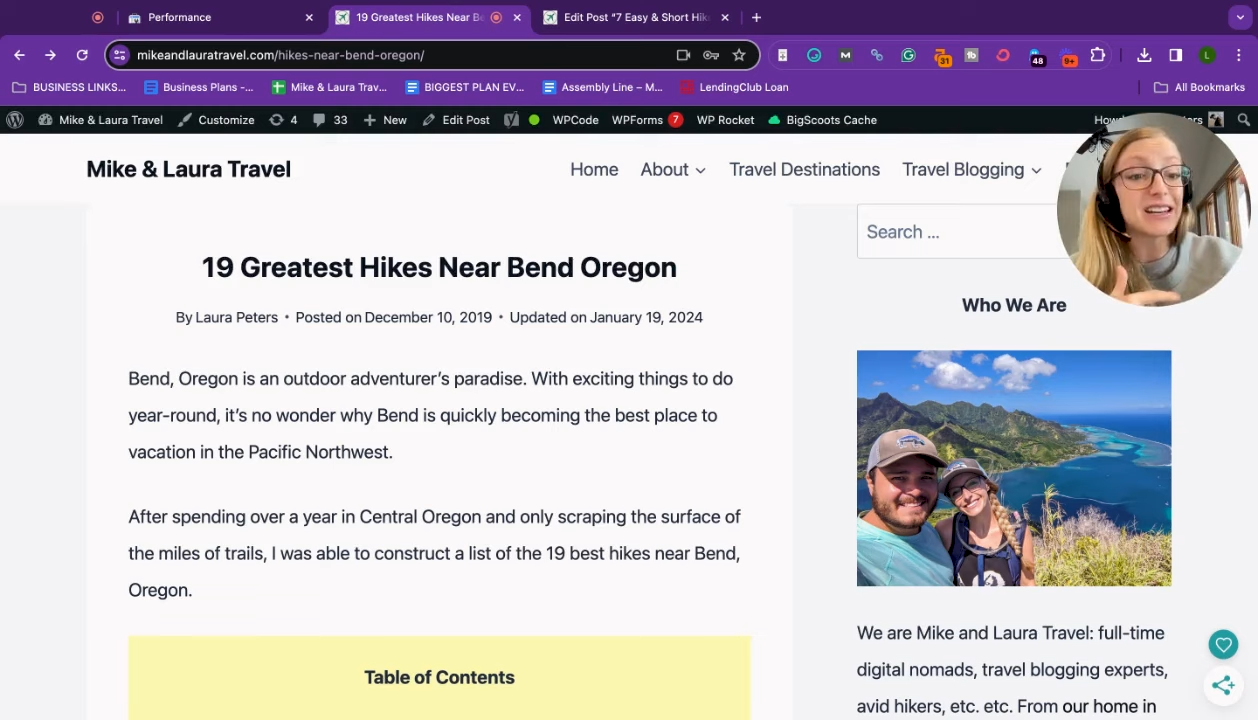 Performance
19 Greatest Hikes Near Be
Edit Post "7 Easy & Short Hik
mikeandlauratravel.com/hikes-near-bend-oregon/
31
48
9+
L
BUSINESS LINKS...
Business Plans -...
Mike & Laura Trav...
BIGGEST PLAN EV...
Assembly Line – M...
LendingClub Loan
All Bookmarks
Mike & Laura Travel
Customize
4
33
New
Edit Post
WPCode
WPForms 7
WP Rocket
BigScoots Cache
Mike & Laura Travel
Home
About
Travel Destinations
Travel Blogging
Search ...
19 Greatest Hikes Near Bend Oregon
By Laura Peters • Posted on December 10, 2019 • Updated on January 19, 2024
Who We Are
Bend, Oregon is an outdoor adventurer's paradise. With exciting things to do
year-round, it's no wonder why Bend is quickly becoming the best place to
vacation in the Pacific Northwest.
After spending over a year in Central Oregon and only scraping the surface of
the miles of trails, I was able to construct a list of the 19 best hikes near Bend,
Oregon.
Table of Contents
We are Mike and Laura Travel: full-time
digital nomads, travel blogging experts,
avid hikers, etc. etc. From our home in